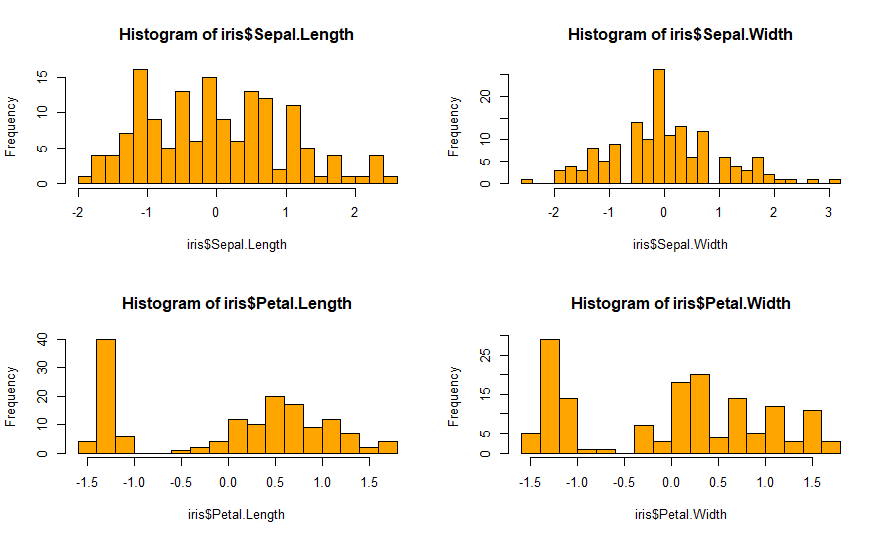 Histogram of iris$Sepal.Length
Frequency
0 5 10 15
-2 -1 0 1 2
iris$Sepal.Length
Histogram of iris$Sepal.Width
Frequency
0 5 10 20
-2 -1 0 1 2 3
iris$Sepal.Width
Histogram of iris$Petal.Length
Frequency
0 10 20 30 40
-1.5 -1.0 -0.5 0.0 0.5 1.0 1.5
iris$Petal.Length
Histogram of iris$Petal.Width
Frequency
0 5 15 25
-1.5 -1.0 -0.5 0.0 0.5 1.0 1.5
iris$Petal.Width